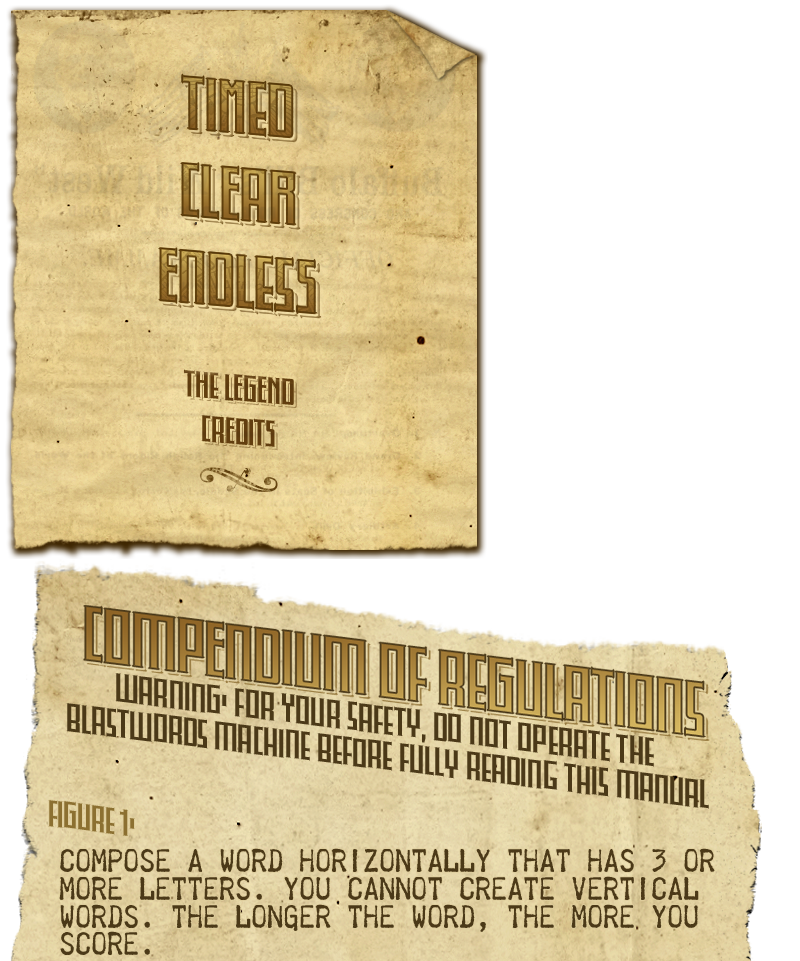 TIMED
CLEAR
ENDLESS
THE LEGEND
CREDITS
COMPENDIUM OF REGULATIONS
WARNING: FOR YOUR SAFETY, DO NOT OPERATE THE
BLASTWORDS MACHINE BEFORE FULLY READING THIS MANUAL
FIGURE 1:
COMPOSE A WORD HORIZONTALLY THAT HAS 3 OR
MORE LETTERS. YOU CANNOT CREATE VERTICAL
WORDS. THE LONGER THE WORD, THE MORE YOU
SCORE.